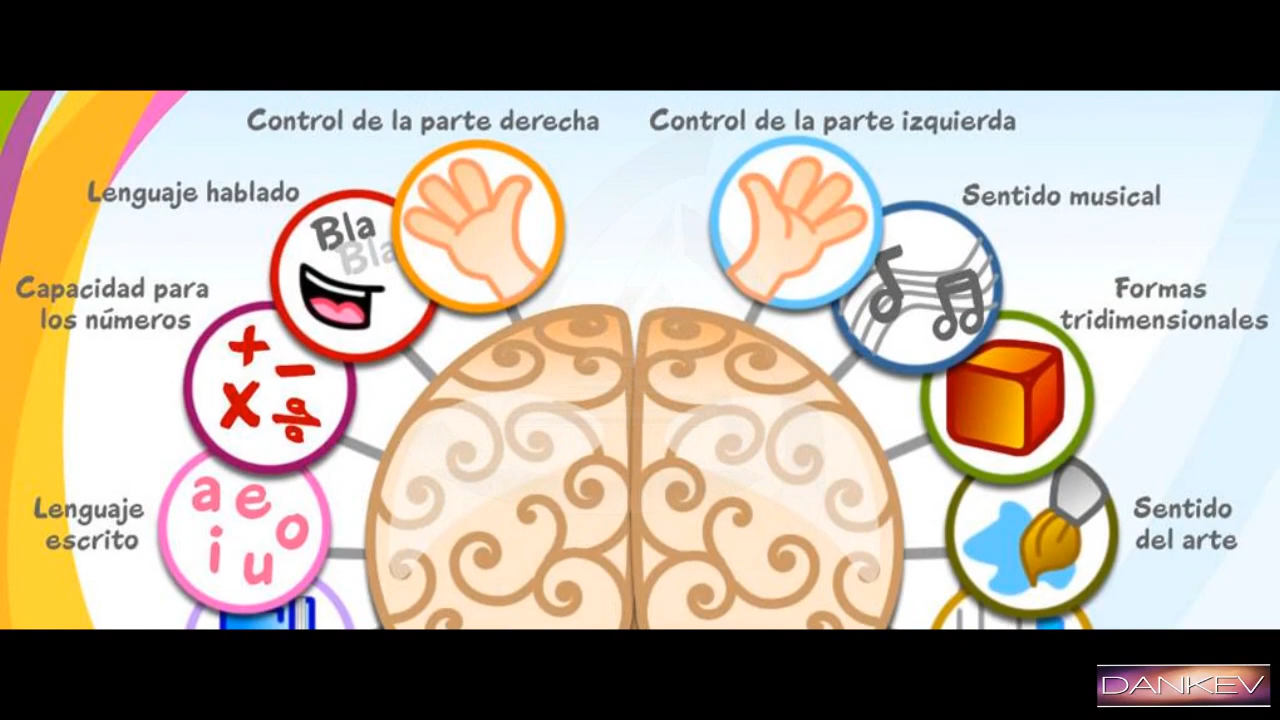 Control de la parte derecha
Control de la parte izquierda
Lenguaje hablado
Sentido musical
Bla
Bla
Capacidad para
los números
Formas
tridimensionales
+
−
x
a e
i o
u
Lenguaje
escrito
Sentido
del arte
DANKEV